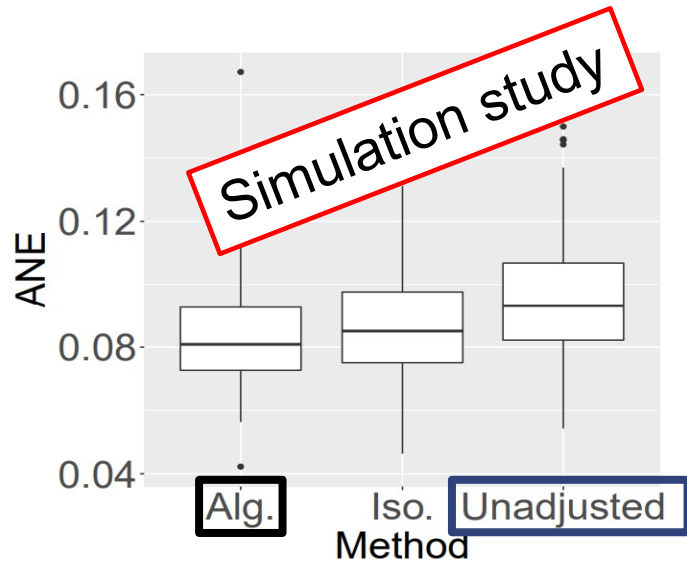 Simulation study
0.16
0.12
0.08
0.04
ANE
Alg. Iso. Unadjusted
Method